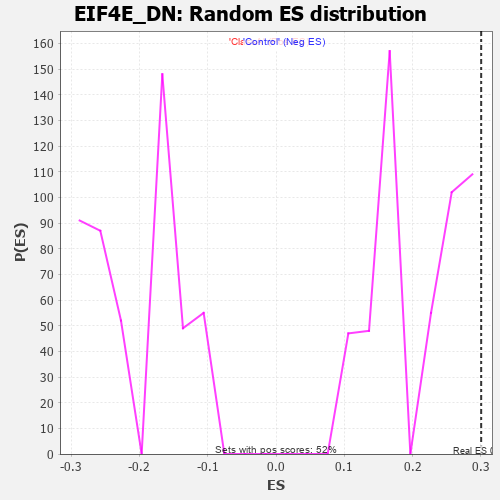 EIF4E_DN: Random ES distribution
'Control' (Neg ES)
160
150
140
130
120
110
100
90
80
70
60
50
40
30
20
10
0
P(ES)
Sets with pos scores: 52%
Real ES
-0.3 -0.2 -0.1 0.0 0.1 0.2 0.3
ES